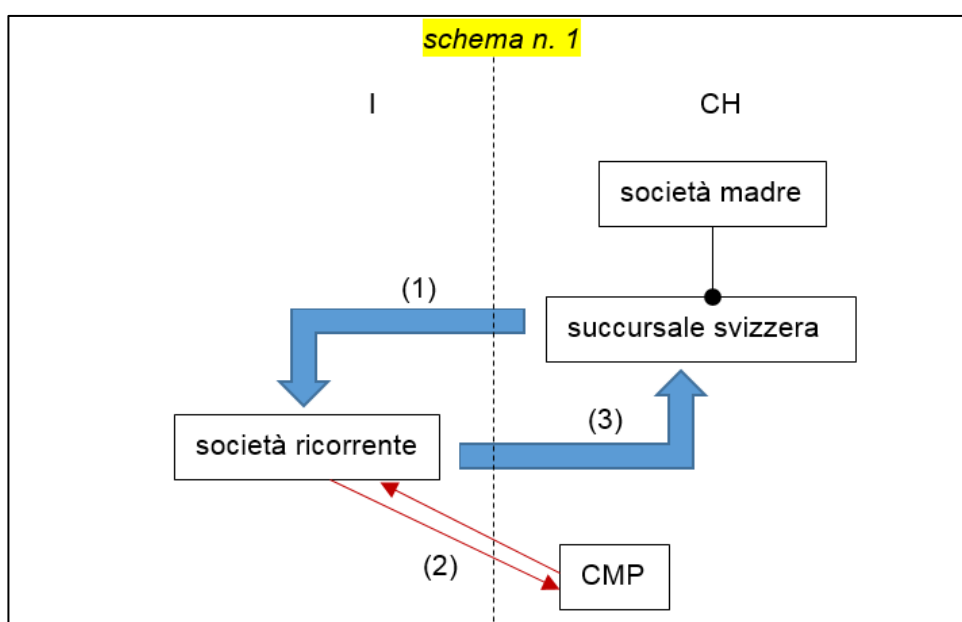 schema n. 1
I
CH
società madre
(1)
succursale svizzera
società ricorrente
(3)
(2)
CMP